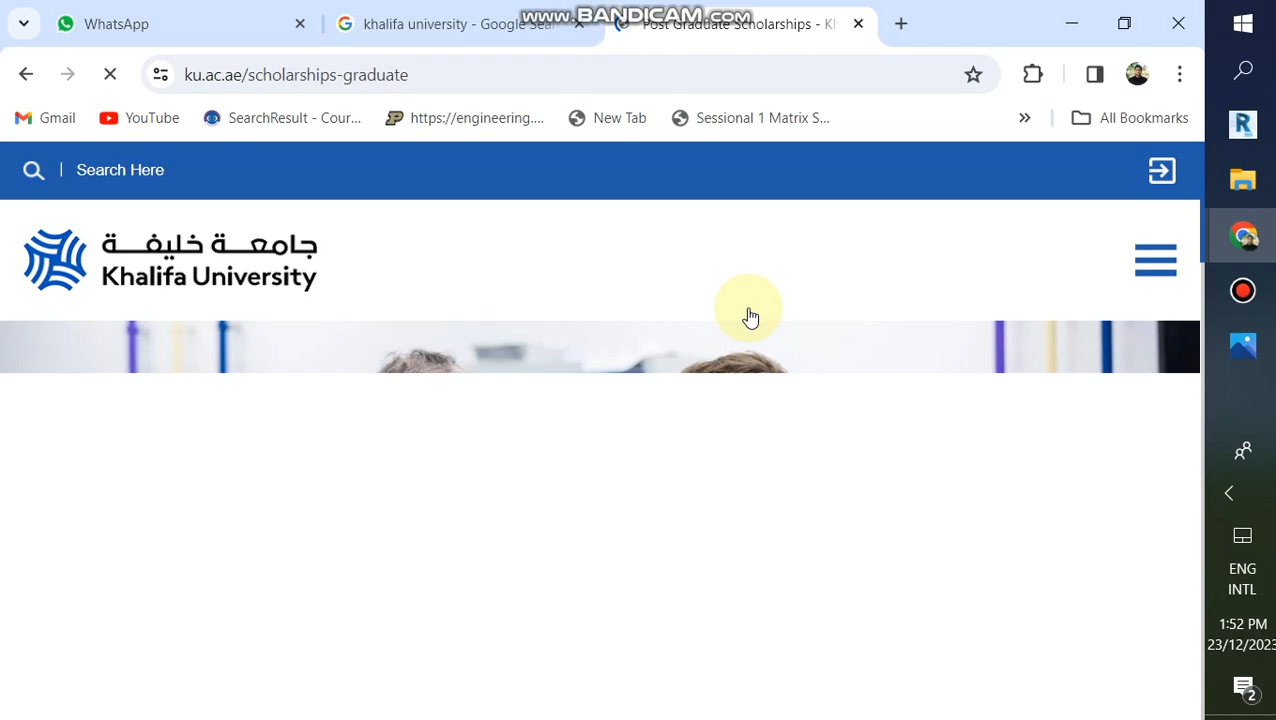 www.BANDICAM.com
WhatsApp
khalifa university - Google Sea
Post Graduate Scholarships - Kh
ku.ac.ae/scholarships-graduate
Gmail
YouTube
SearchResult - Cour...
https://engineering....
New Tab
Sessional 1 Matrix S...
»
All Bookmarks
Search Here
جامعة خليفة
Khalifa University
R
ENG
INTL
1:52 PM
23/12/2023
2